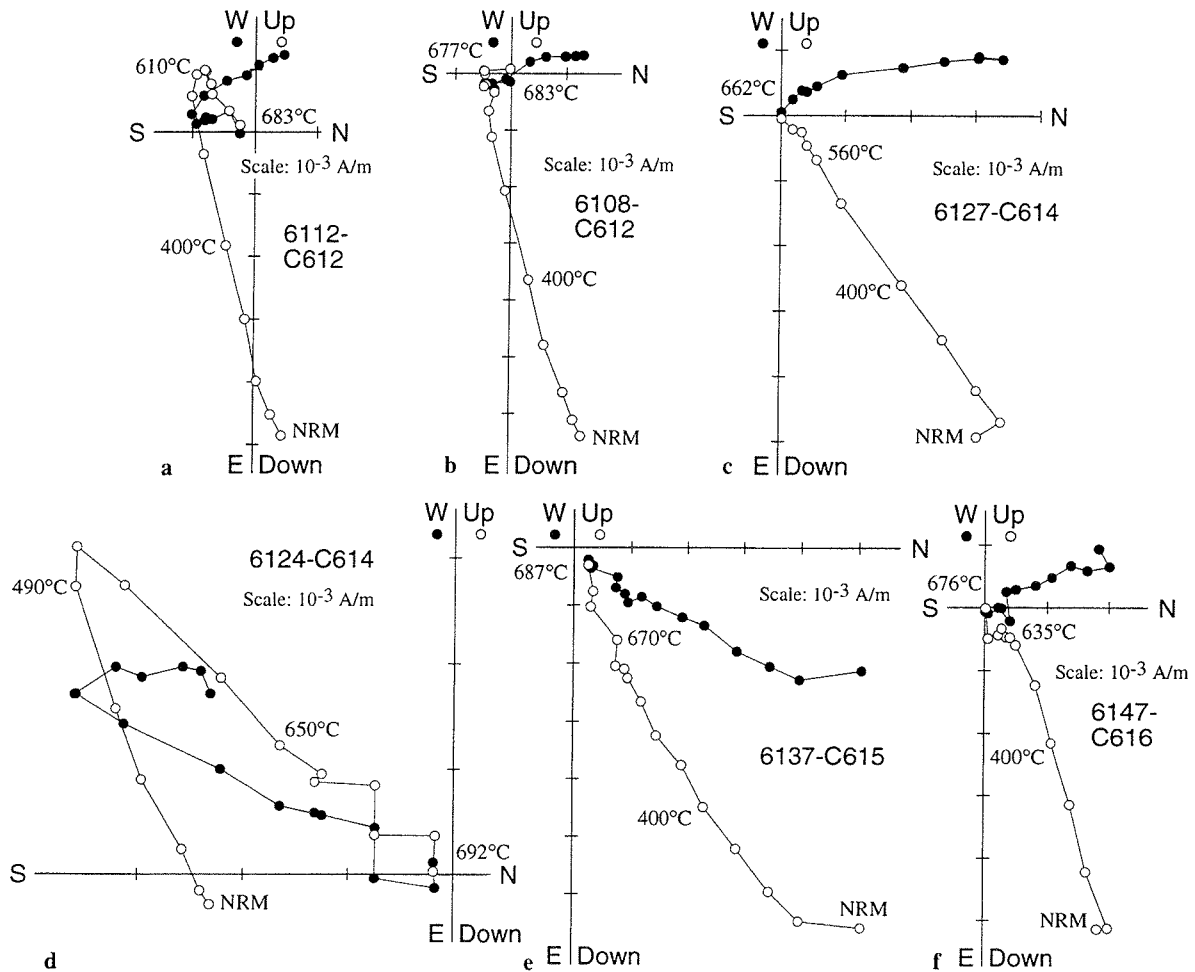 W Up
610°C
683°C
S N
Scale: 10-3 A/m
6112-
C612
400°C
NRM
a E Down
W Up
677°C
S N
683°C
Scale: 10-3 A/m
6108-
C612
400°C
NRM
b E Down
W Up
662°C
S N
560°C
Scale: 10-3 A/m
6127-C614
400°C
NRM
c E Down
W Up
6124-C614
490°C
Scale: 10-3 A/m
650°C
692°C
S N
NRM
E Down
d
W Up
S N
687°C
Scale: 10-3 A/m
670°C
6137-C615
400°C
NRM
e E Down
W Up
676°C
S N
635°C
Scale: 10-3 A/m
6147-
C616
400°C
NRM
f E Down